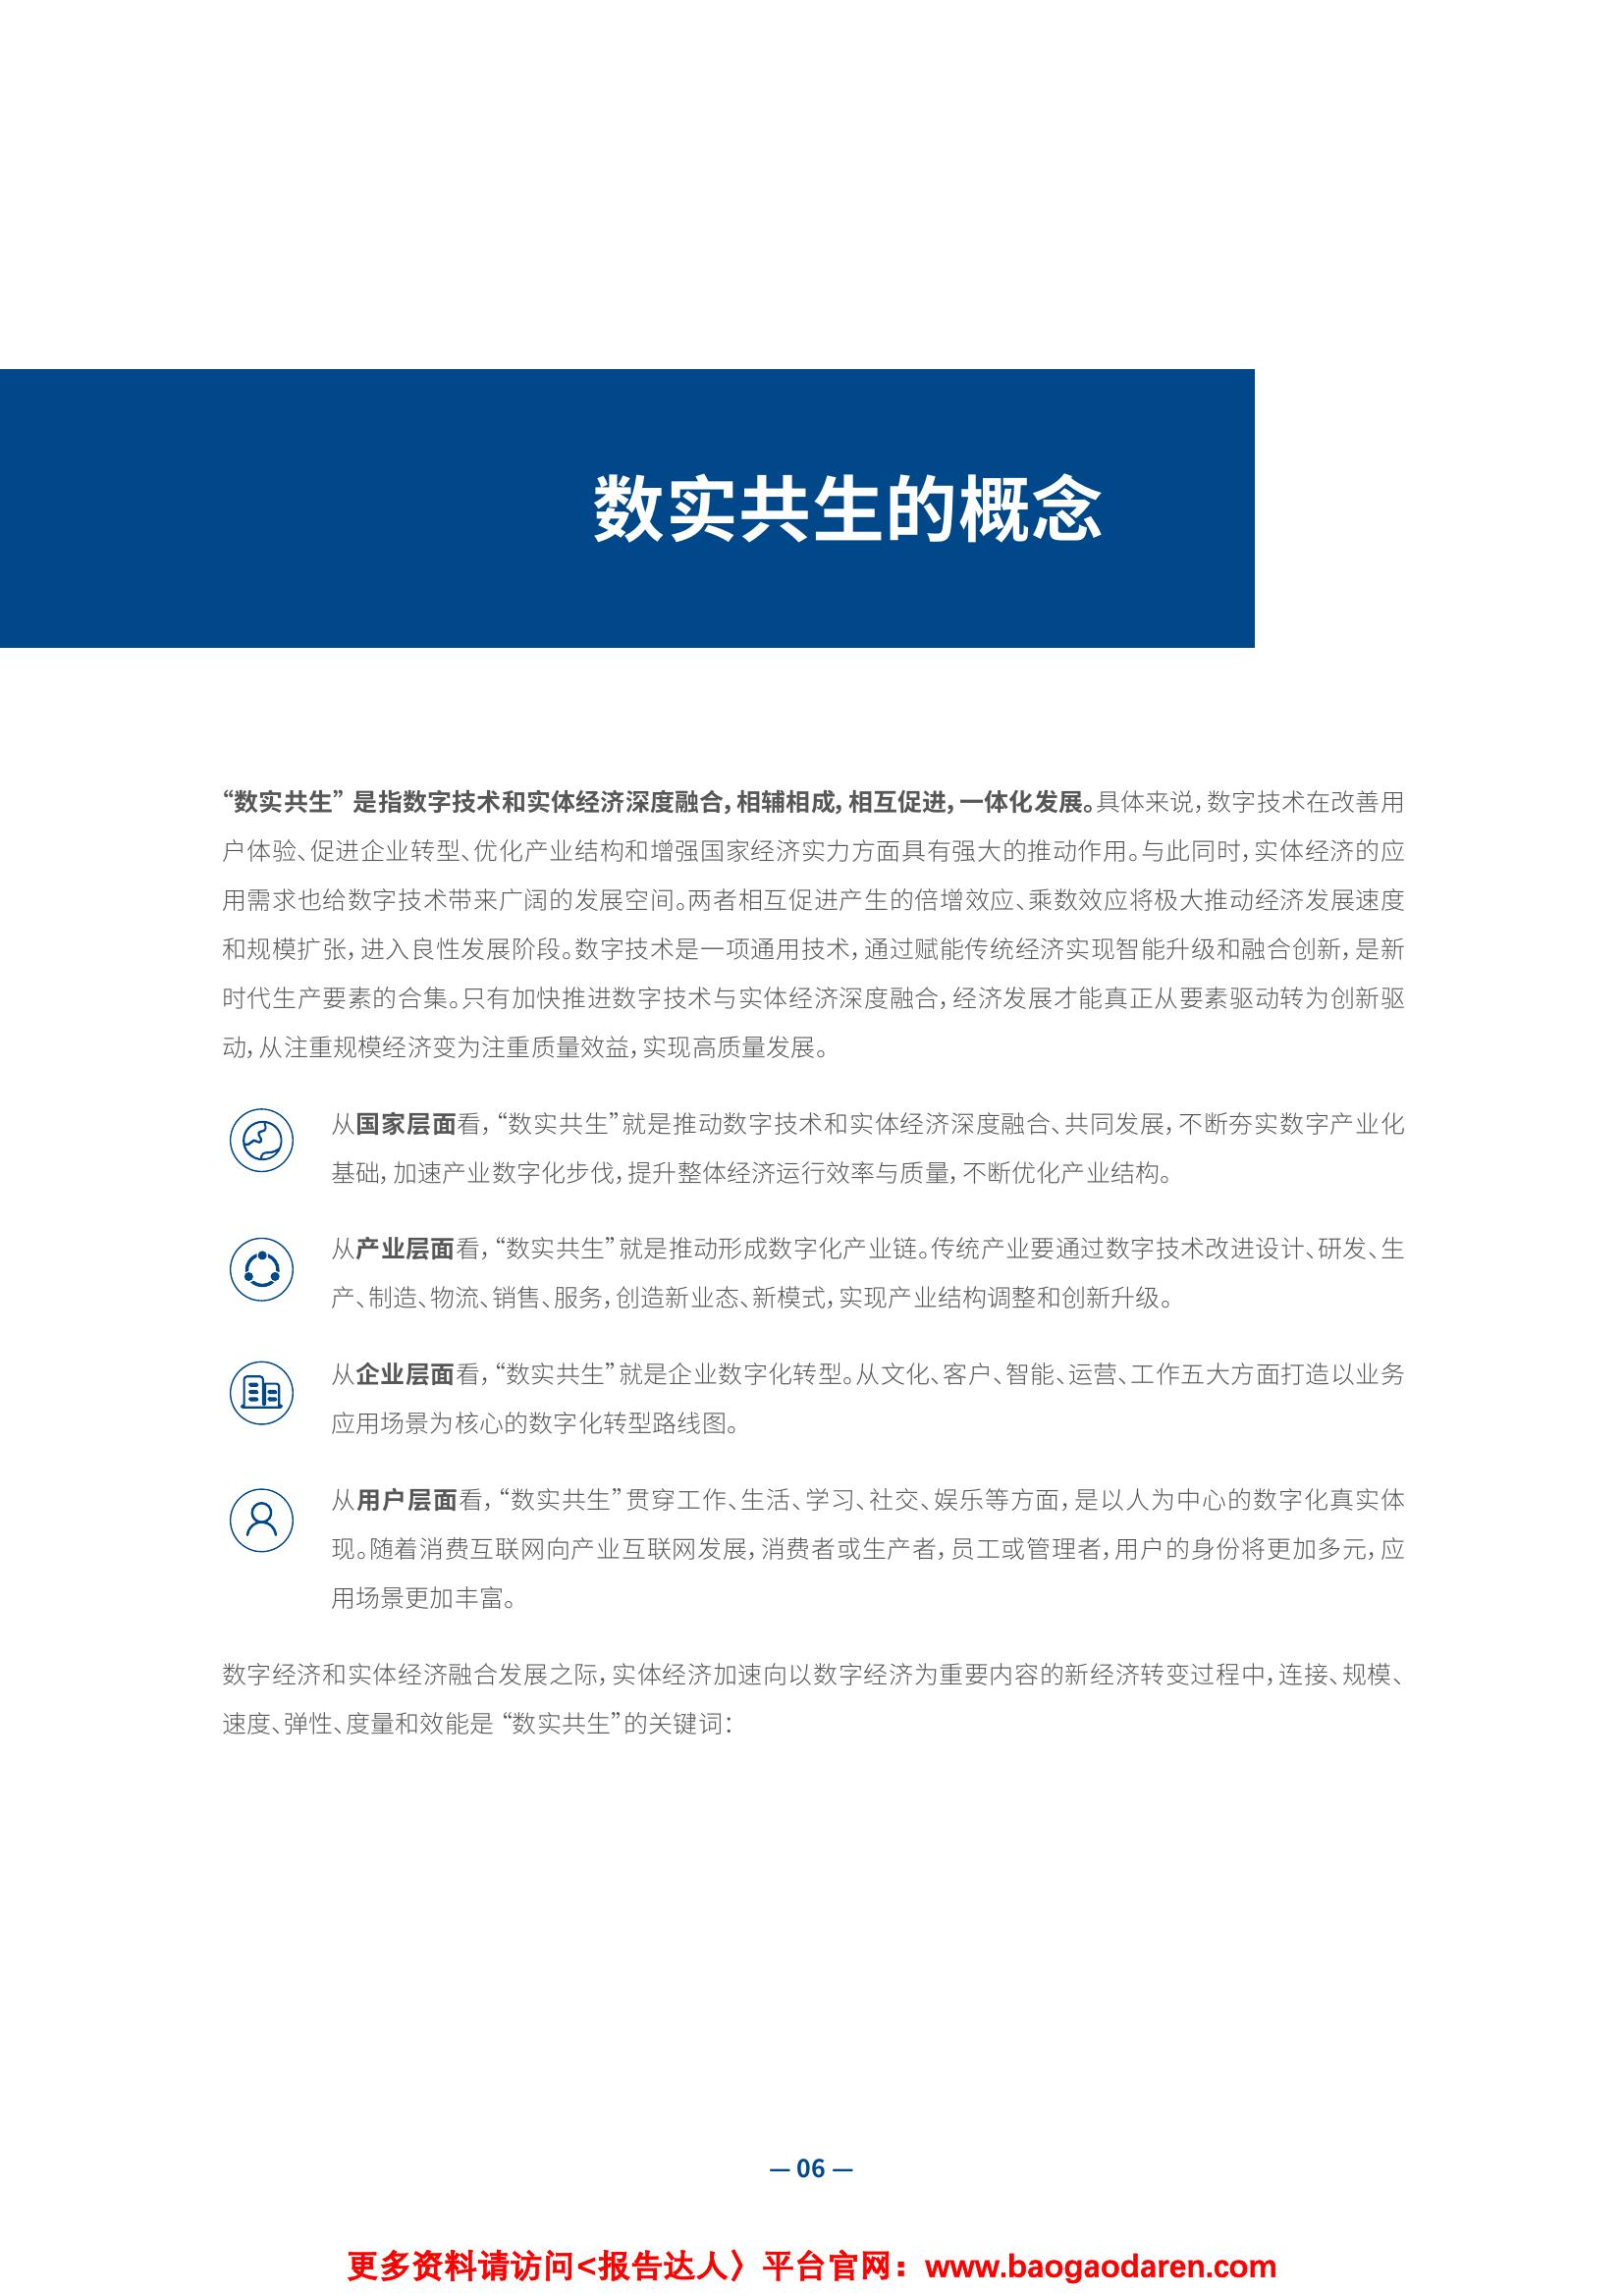 数实共生的概念
“数实共生” 是指数字技术和实体经济深度融合，相辅相成，相互促进，一体化发展。具体来说，数字技术在改善用
户体验、促进企业转型、优化产业结构和增强国家经济实力方面具有强大的推动作用。与此同时，实体经济的应
用需求也给数字技术带来广阔的发展空间。两者相互促进产生的倍增效应、乘数效应将极大推动经济发展速度
和规模扩张，进入良性发展阶段。数字技术是一项通用技术，通过赋能传统经济实现智能升级和融合创新，是新
时代生产要素的合集。只有加快推进数字技术与实体经济深度融合，经济发展才能真正从要素驱动转为创新驱
动，从注重规模经济变为注重质量效益，实现高质量发展。
从国家层面看，“数实共生”就是推动数字技术和实体经济深度融合、共同发展，不断夯实数字产业化
基础，加速产业数字化步伐，提升整体经济运行效率与质量，不断优化产业结构。
从产业层面看，“数实共生”就是推动形成数字化产业链。传统产业要通过数字技术改进设计、研发、生
产、制造、物流、销售、服务，创造新业态、新模式，实现产业结构调整和创新升级。
从企业层面看，“数实共生”就是企业数字化转型。从文化、客户、智能、运营、工作五大方面打造以业务
应用场景为核心的数字化转型路线图。
从用户层面看，“数实共生”贯穿工作、生活、学习、社交、娱乐等方面，是以人为中心的数字化真实体
现。随着消费互联网向产业互联网发展，消费者或生产者，员工或管理者，用户的身份将更加多元，应
用场景更加丰富。
数字经济和实体经济融合发展之际，实体经济加速向以数字经济为重要内容的新经济转变过程中，连接、规模、
速度、弹性、度量和效能是 “数实共生”的关键词：
— 06 —
更多资料请访问<报告达人〉平台官网：www.baogaodaren.com